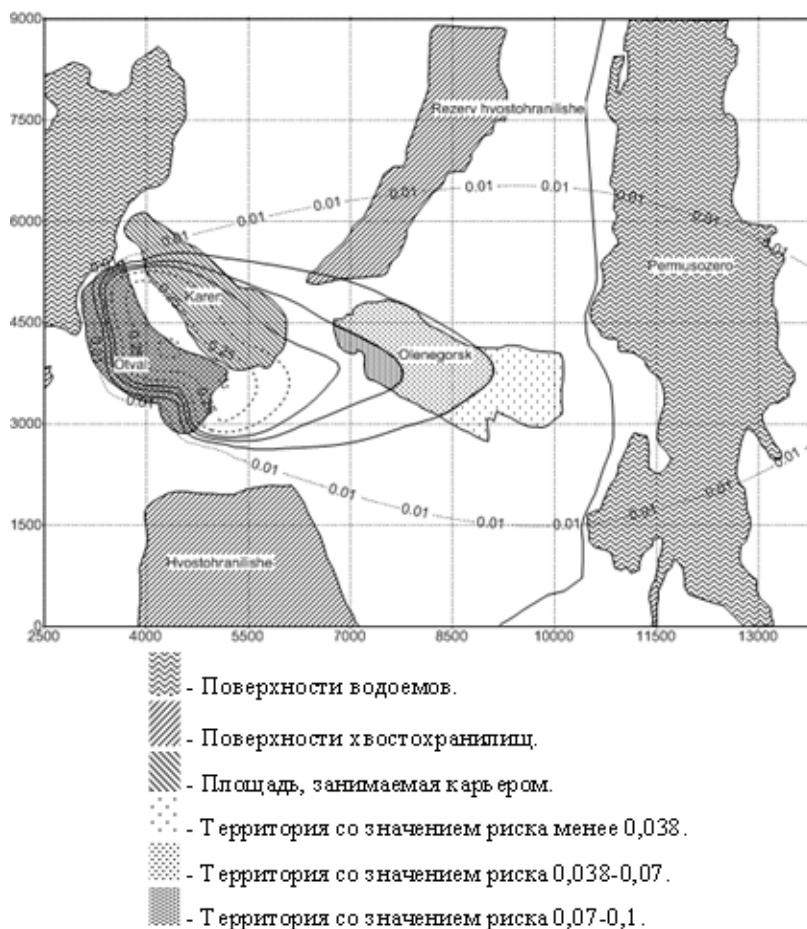 9000
7500
6000
4500
3000
1500
0
2500 4000 5500 7000 8500 10000 11500 13000
Rezerv hvostohranilishe
0.01 0.01 0.01 0.01 0.01 0.01 0.01
Permusozero
Karer
Otval
0.25
Olenegorsk
0.01
0.01 0.01 0.01 0.01 0.01 0.01 0.01
Hvostohranilishe
- Поверхности водоемов.
- Поверхности хвостохранилищ.
- Площадь, занимаемая карьером.
- Территория со значением риска менее 0,038.
- Территория со значением риска 0,038-0,07.
- Территория со значением риска 0,07-0,1.